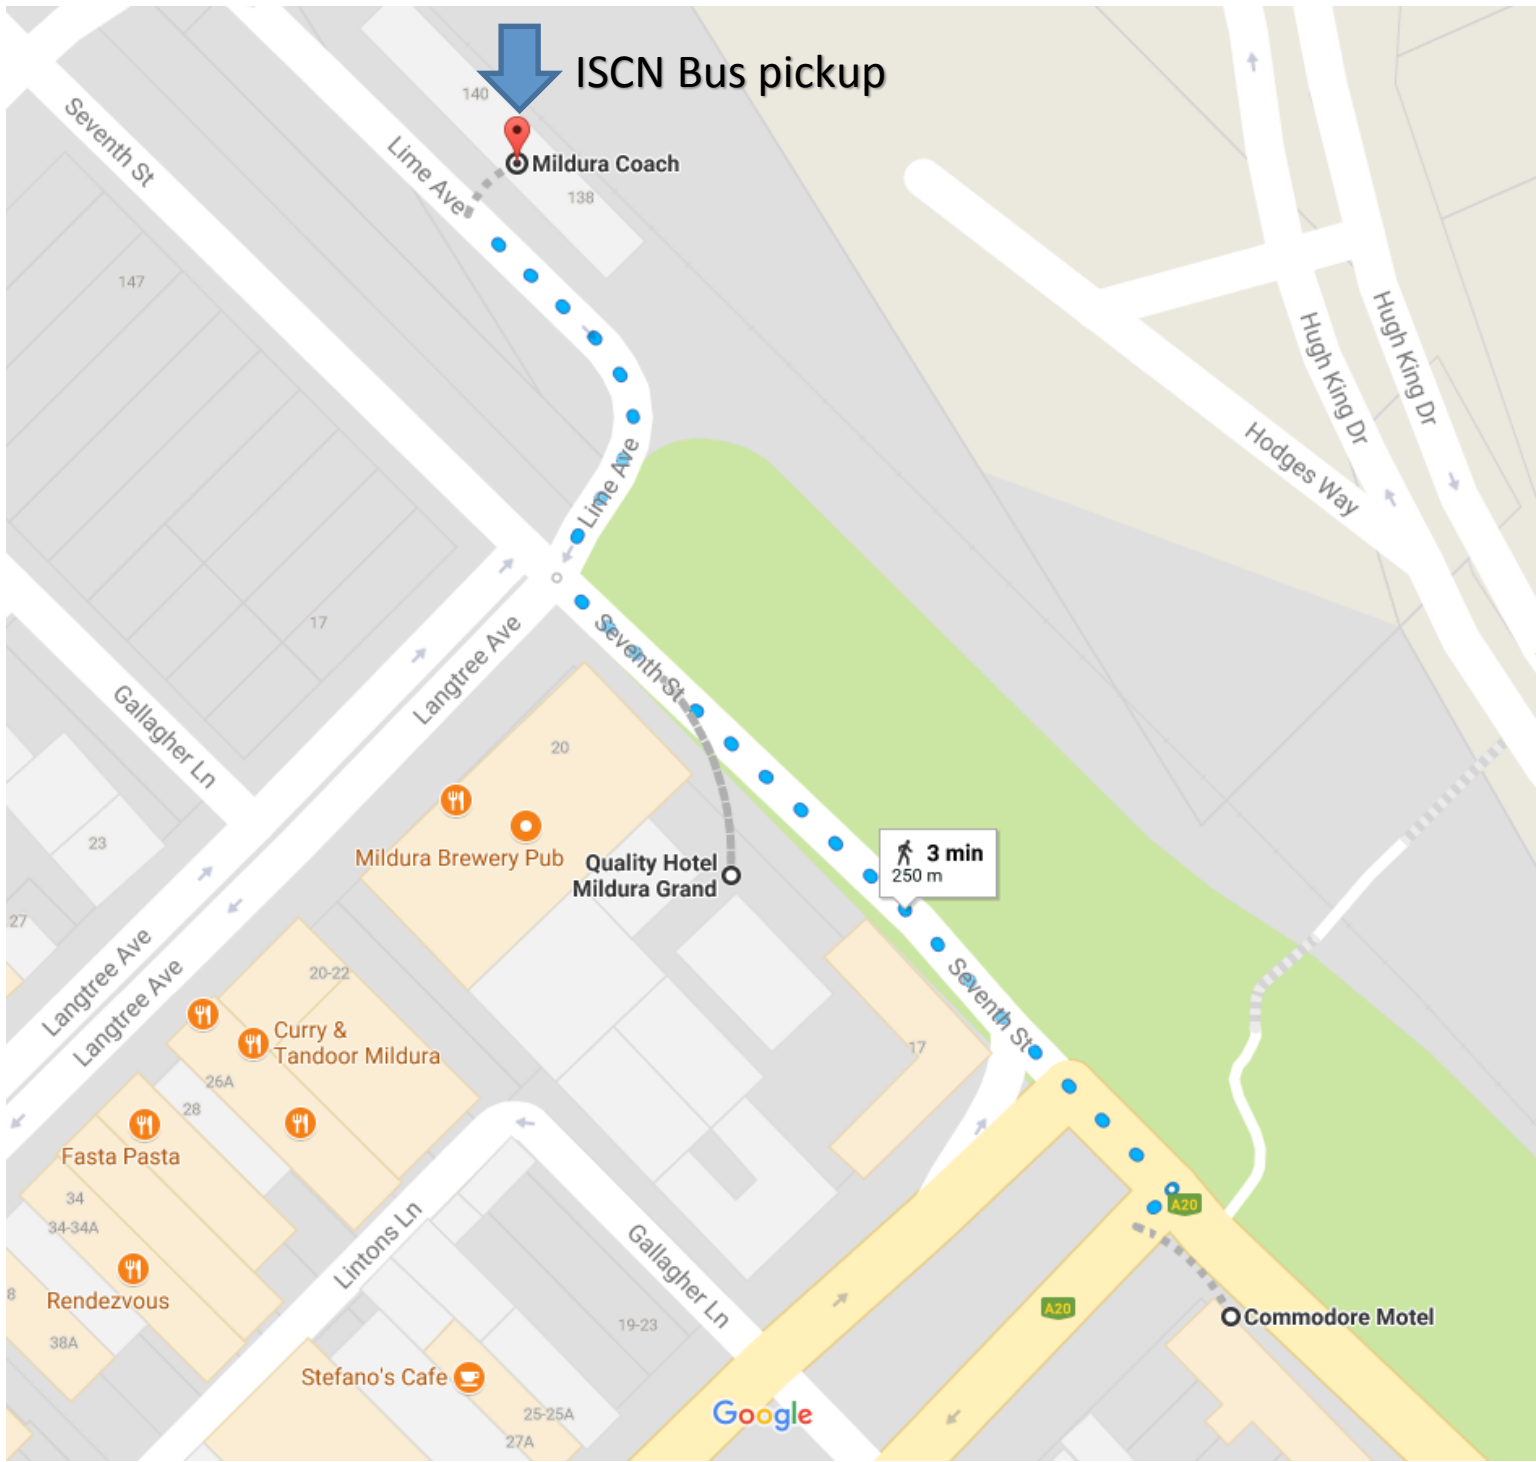 ISCN Bus pickup
140
Mildura Coach
138
Seventh St
Lime Ave
147
Hugh King Dr
Hugh King Dr
Hodges Way
Lime Ave
17
Seventh St
Langtree Ave
Gallagher Ln
20
23
Mildura Brewery Pub
Quality Hotel
Mildura Grand
3 min
250 m
27
Langtree Ave
Langtree Ave
20-22
Curry &
Tandoor Mildura
Seventh St
17
26A
28
Fasta Pasta
34
34-34A
A20
Lintons Ln
Gallagher Ln
8
Rendezvous
A20
Commodore Motel
19-23
38A
Stefano's Cafe
25-25A
27A
Google